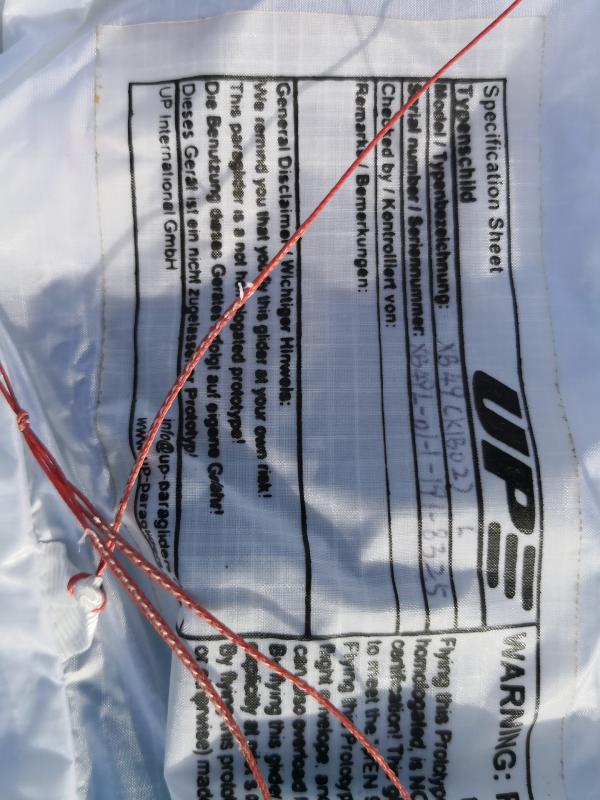 Specification Sheet
UP
Typenschild
Model / Typenbezeichnung: L
Serial number / Seriennummer:
Checked by / Kontrolliert von:
Remarks / Bemerkungen:
General Disclaimer / Wichtiger Hinweis:
We remind you that you fly this glider at your own risk!
This paraglider is a not homologated prototype!
Die Benutzung dieses Gerätes folgt auf eigene Gefahr!
Dieses Gerät ist ein nicht zugelassener Prototyp!
UP International GmbH
info@up-paragliders
www.up-paragliders
WARNING:
Flying this Prototype
homologated, is NO
certification! This
to meet the EN
Flying this Prototype
flight envelope, and
can also overload
By flying this glider
explicitly at
By flying this proto
(or otherwise) made